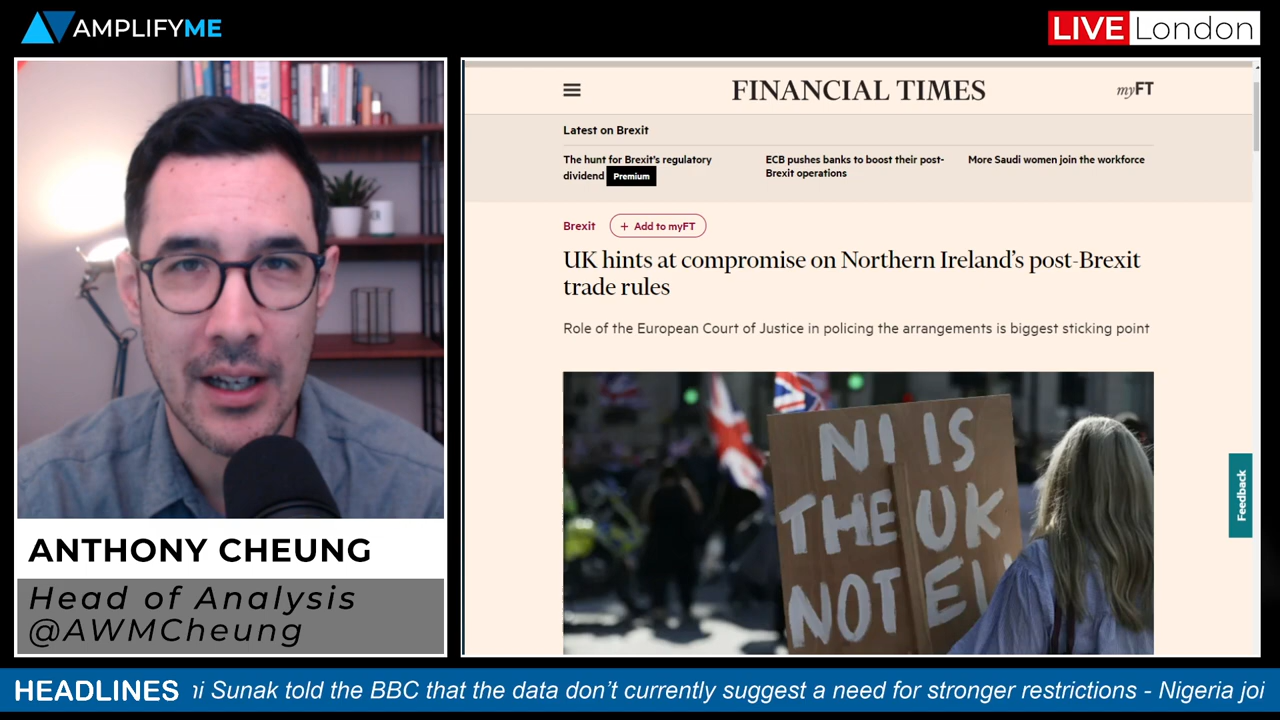 AMPLIFYME
LIVE London
FINANCIAL TIMES
myFT
Latest on Brexit
The hunt for Brexit's regulatory
dividend Premium
ECB pushes banks to boost their post-
Brexit operations
More Saudi women join the workforce
Brexit + Add to myFT
UK hints at compromise on Northern Ireland's post-Brexit
trade rules
Role of the European Court of Justice in policing the arrangements is biggest sticking point
NI IS
THE UK
NOT EU
Feedback
ANTHONY CHEUNG
Head of Analysis
@AWMCheung
HEADLINES Sunak told the BBC that the data don't currently suggest a need for stronger restrictions - Nigeria joi